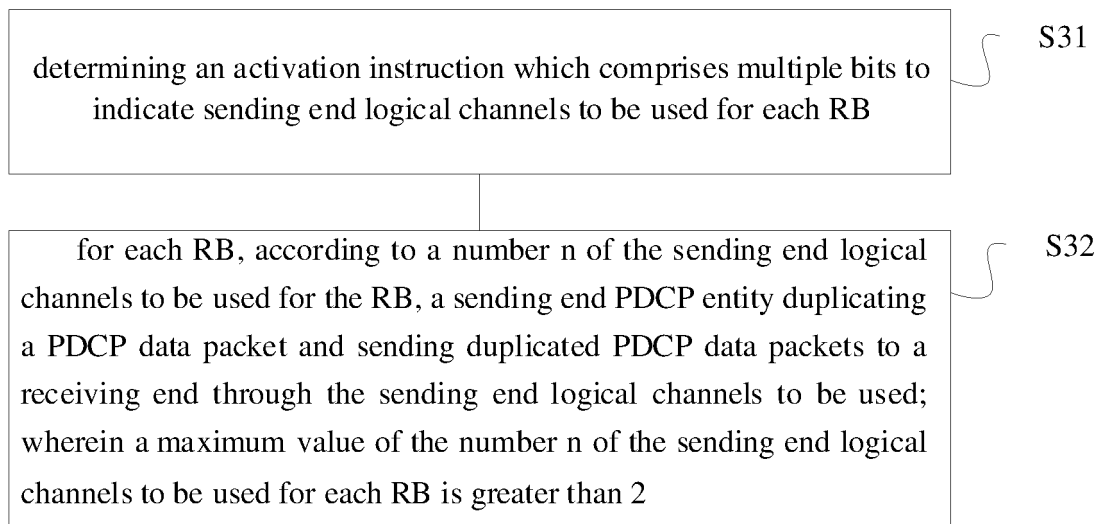 S31
determining an activation instruction which comprises multiple bits to
indicate sending end logical channels to be used for each RB
S32
for each RB, according to a number n of the sending end logical
channels to be used for the RB, a sending end PDCP entity duplicating
a PDCP data packet and sending duplicated PDCP data packets to a
receiving end through the sending end logical channels to be used;
wherein a maximum value of the number n of the sending end logical
channels to be used for each RB is greater than 2